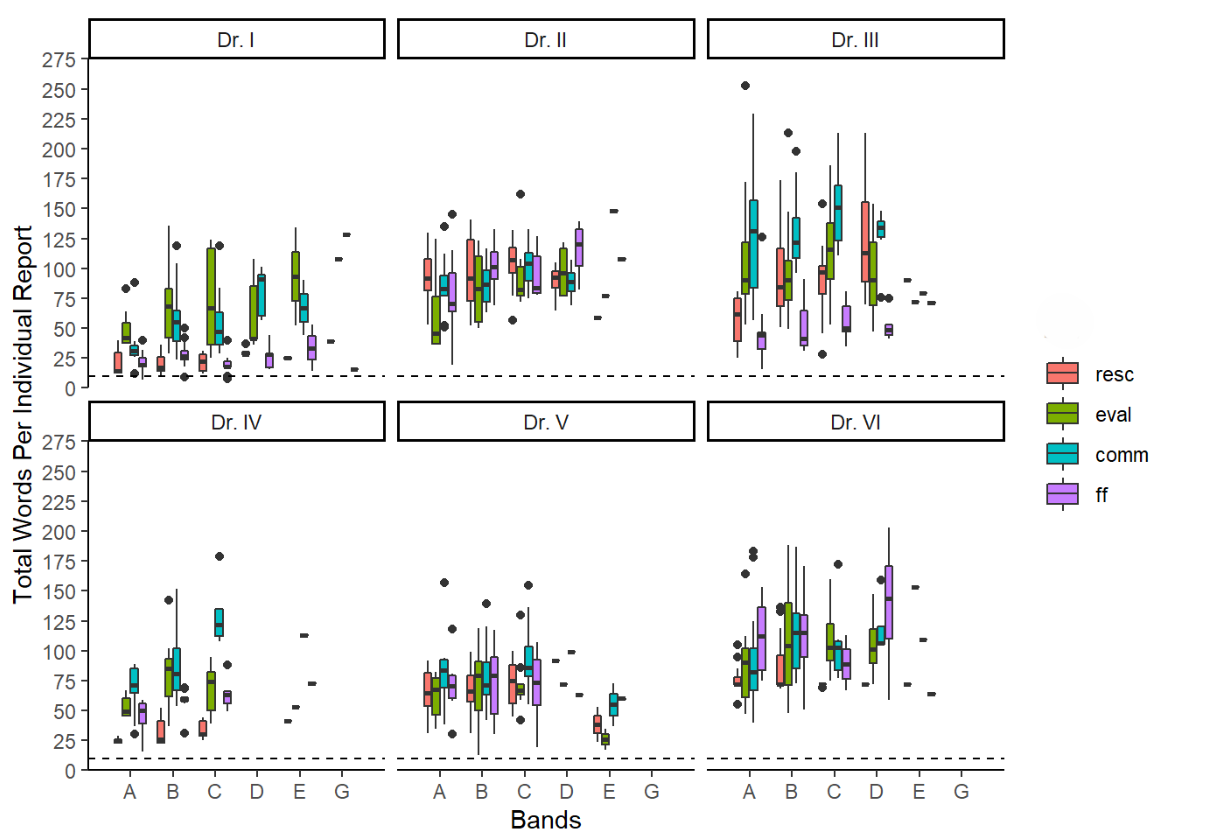 Dr. I Dr. II Dr. III
275
250
225
200
175
150
125
100
75
50
25
0
resc
eval
comm
ff
Dr. IV Dr. V Dr. VI
275
250
225
200
175
150
125
100
75
50
25
0
Total Words Per Individual Report
A B C D E G A B C D E G A B C D E G
Bands